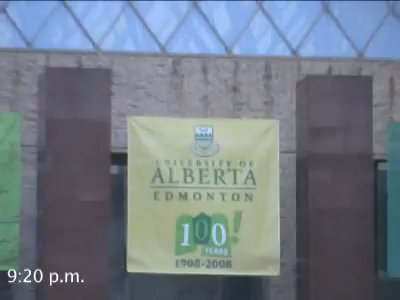 UNIVERSITY OF
ALBERTA
EDMONTON
100!
YEARS
1908-2008
9:20 p.m.